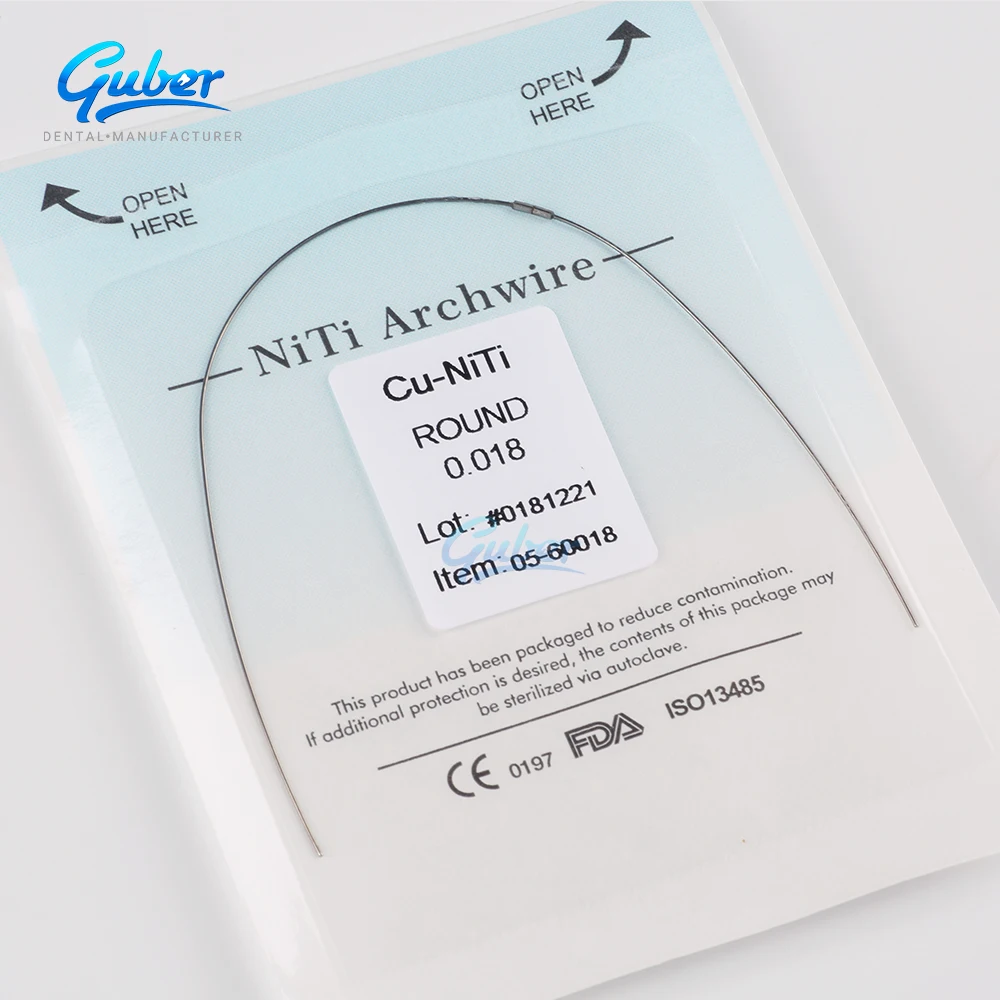 Guber
DENTAL•MANUFACTURER
OPEN
HERE
OPEN
HERE
NiTi Archwire
Cu-NiTi
ROUND
0.018
Lot: #0181221
Guber
Item: 05-60018
This product has been packaged to reduce contamination.
If additional protection is desired, the contents of this package may
be sterilized via autoclave.
CE 0197 FDA ISO13485